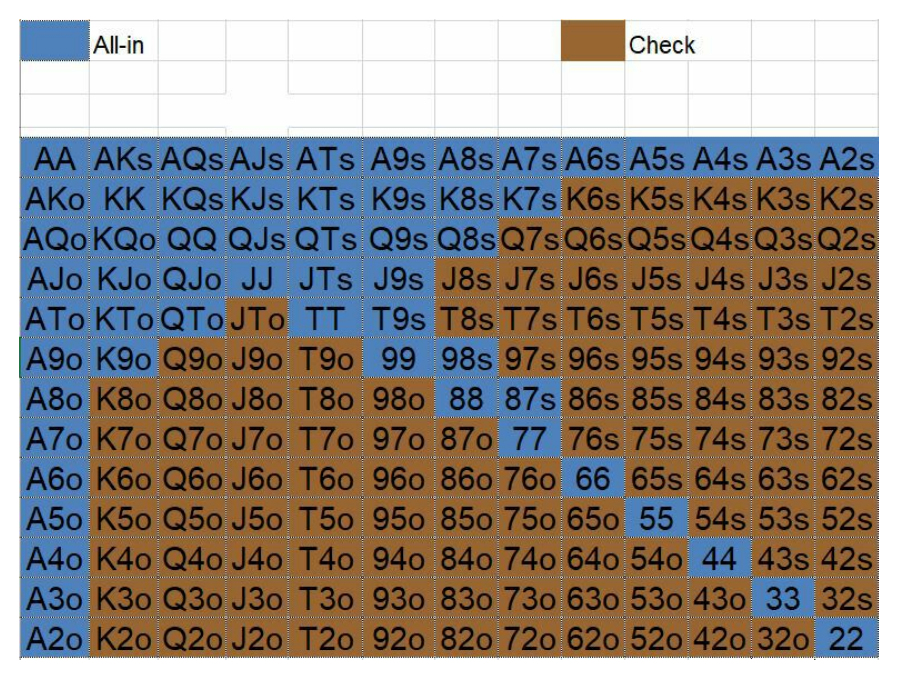 All-in Check
AA AKs AQs AJs ATs A9s A8s A7s A6s A5s A4s A3s A2s
AKo KK KQs KJs KTs K9s K8s K7s K6s K5s K4s K3s K2s
AQo KQo QQ QJs QTs Q9s Q8s Q7s Q6s Q5s Q4s Q3s Q2s
AJo KJo QJo JJ JTs J9s J8s J7s J6s J5s J4s J3s J2s
ATo KTo QTo JTo TT T9s T8s T7s T6s T5s T4s T3s T2s
A9o K9o Q9o J9o T9o 99 98s 97s 96s 95s 94s 93s 92s
A8o K8o Q8o J8o T8o 98o 88 87s 86s 85s 84s 83s 82s
A7o K7o Q7o J7o T7o 97o 87o 77 76s 75s 74s 73s 72s
A6o K6o Q6o J6o T6o 96o 86o 76o 66 65s 64s 63s 62s
A5o K5o Q5o J5o T5o 95o 85o 75o 65o 55 54s 53s 52s
A4o K4o Q4o J4o T4o 94o 84o 74o 64o 54o 44 43s 42s
A3o K3o Q3o J3o T3o 93o 83o 73o 63o 53o 43o 33 32s
A2o K2o Q2o J2o T2o 92o 82o 72o 62o 52o 42o 32o 22